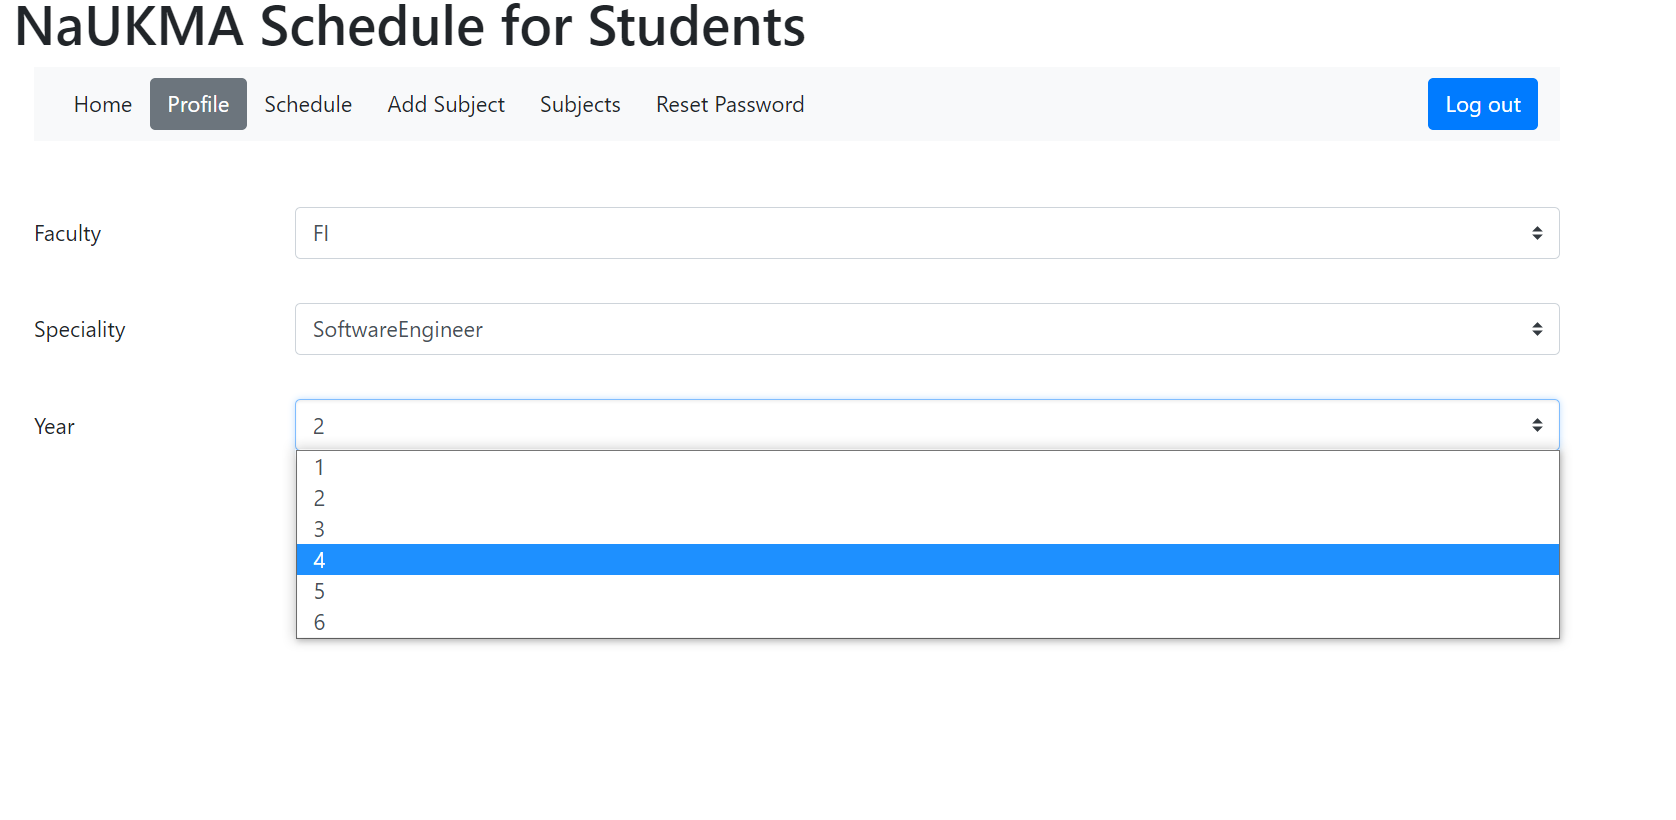 NaUKMA Schedule for Students
Home Profile Schedule Add Subject Subjects Reset Password Log out
Faculty FI
Speciality SoftwareEngineer
Year 2
1
2
3
4
5
6